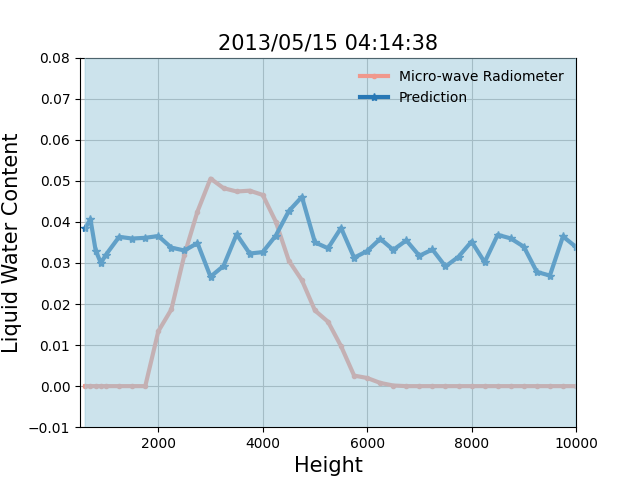 2013/05/15 04:14:38
Micro-wave Radiometer
Prediction
Liquid Water Content
0.08
0.07
0.06
0.05
0.04
0.03
0.02
0.01
0.00
−0.01
2000 4000 6000 8000 10000
Height